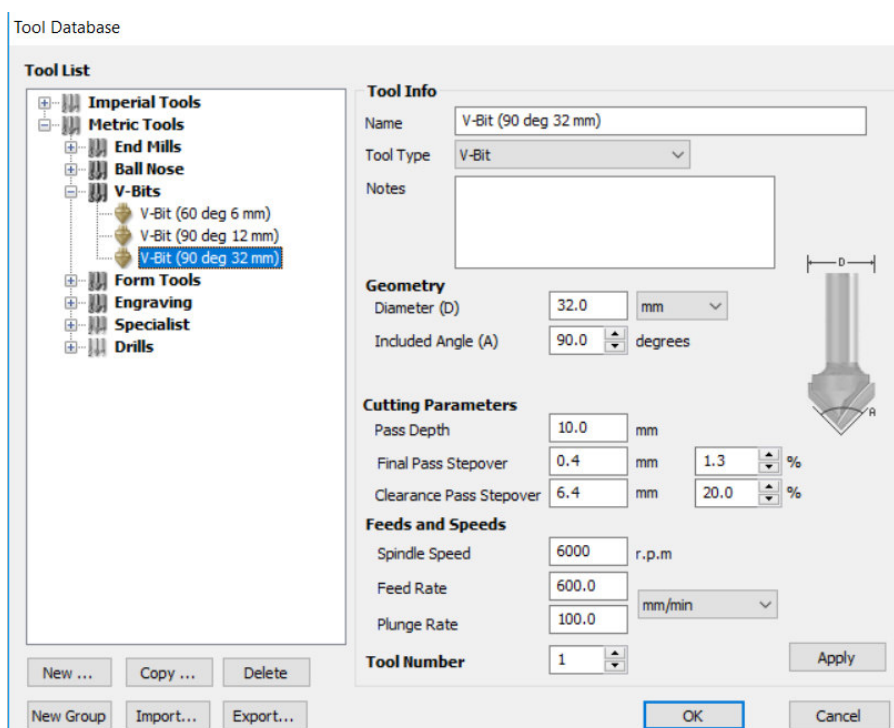 Tool Database
Tool List
Imperial Tools
Metric Tools
End Mills
Ball Nose
V-Bits
V-Bit (60 deg 6 mm)
V-Bit (90 deg 12 mm)
V-Bit (90 deg 32 mm)
Form Tools
Engraving
Specialist
Drills
New ... Copy ... Delete
New Group Import... Export...
Tool Info
Name V-Bit (90 deg 32 mm)
Tool Type V-Bit
Notes
Geometry
Diameter (D) 32.0 mm
Included Angle (A) 90.0 degrees
D
A
Cutting Parameters
Pass Depth 10.0 mm
Final Pass Stepover 0.4 mm 1.3 %
Clearance Pass Stepover 6.4 mm 20.0 %
Feeds and Speeds
Spindle Speed 6000 r.p.m
Feed Rate 600.0
mm/min
Plunge Rate 100.0
Tool Number 1
Apply
OK Cancel